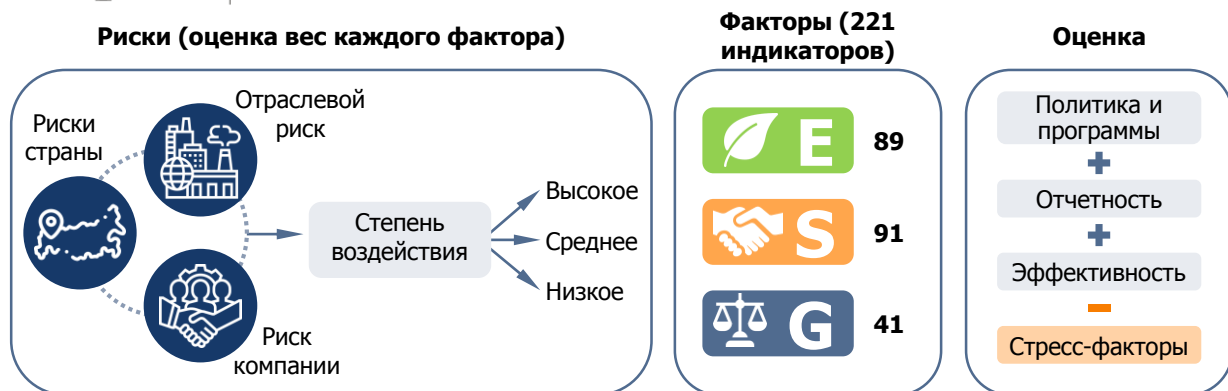 Риски (оценка вес каждого фактора)
Риски
страны
Отраслевой
риск
Риск
компании
Степень
воздействия
Высокое
Среднее
Низкое
Факторы (221
индикаторов)
E 89
S 91
G 41
Оценка
Политика и
программы
+
Отчетность
+
Эффективность
-
Стресс-факторы